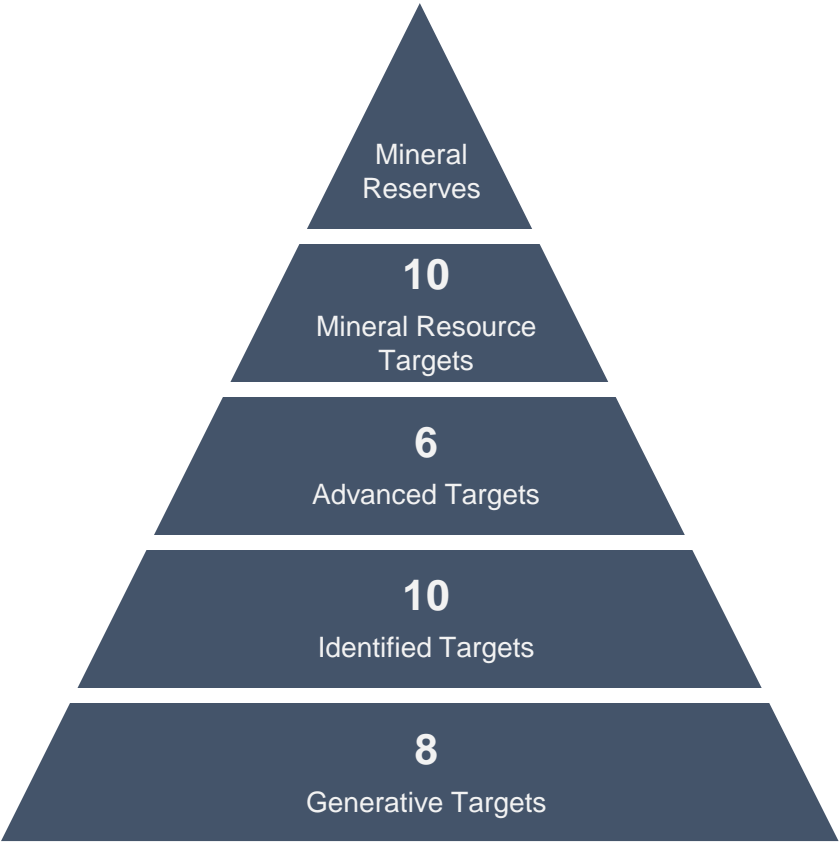 Mineral
Reserves
10
Mineral Resource
Targets
6
Advanced Targets
10
Identified Targets
8
Generative Targets